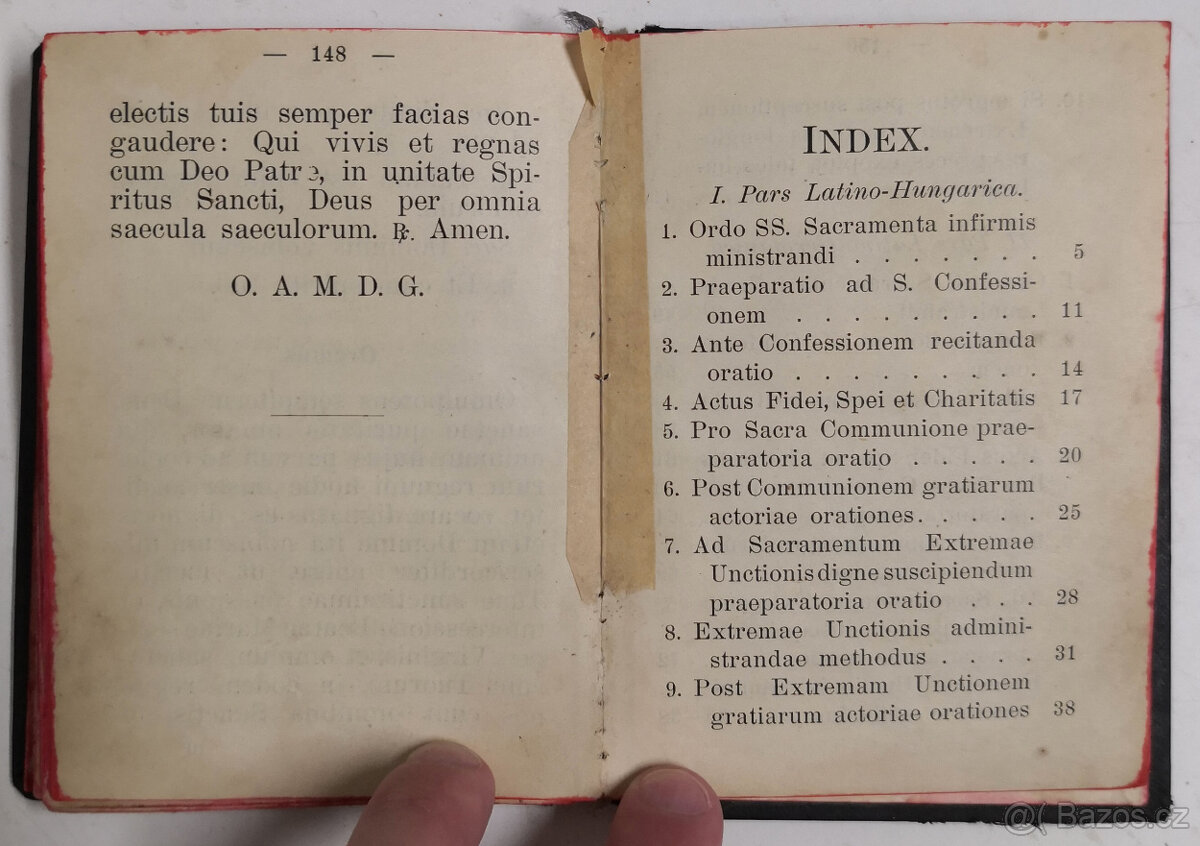 — 148 —
electis tuis semper facias con-
gaudere: Qui vivis et regnas
cum Deo Patre, in unitate Spi-
ritus Sancti, Deus per omnia
saecula saeculorum. ℟. Amen.
O. A. M. D. G.
INDEX.
I. Pars Latino-Hungarica.
1. Ordo SS. Sacramenta infirmis
ministrandi . . . . . . . 5
2. Praeparatio ad S. Confessi-
onem . . . . . . . . . 11
3. Ante Confessionem recitanda
oratio . . . . . . . . . 14
4. Actus Fidei, Spei et Charitatis 17
5. Pro Sacra Communione prae-
paratoria oratio . . . . . 20
6. Post Communionem gratiarum
actoriae orationes. . . . . 25
7. Ad Sacramentum Extremae
Unctionis digne suscipiendum
praeparatoria oratio . . . 28
8. Extremae Unctionis admini-
strandae methodus . . . . 31
9. Post Extremam Unctionem
gratiarum actoriae orationes 38
@( Bazos.cz